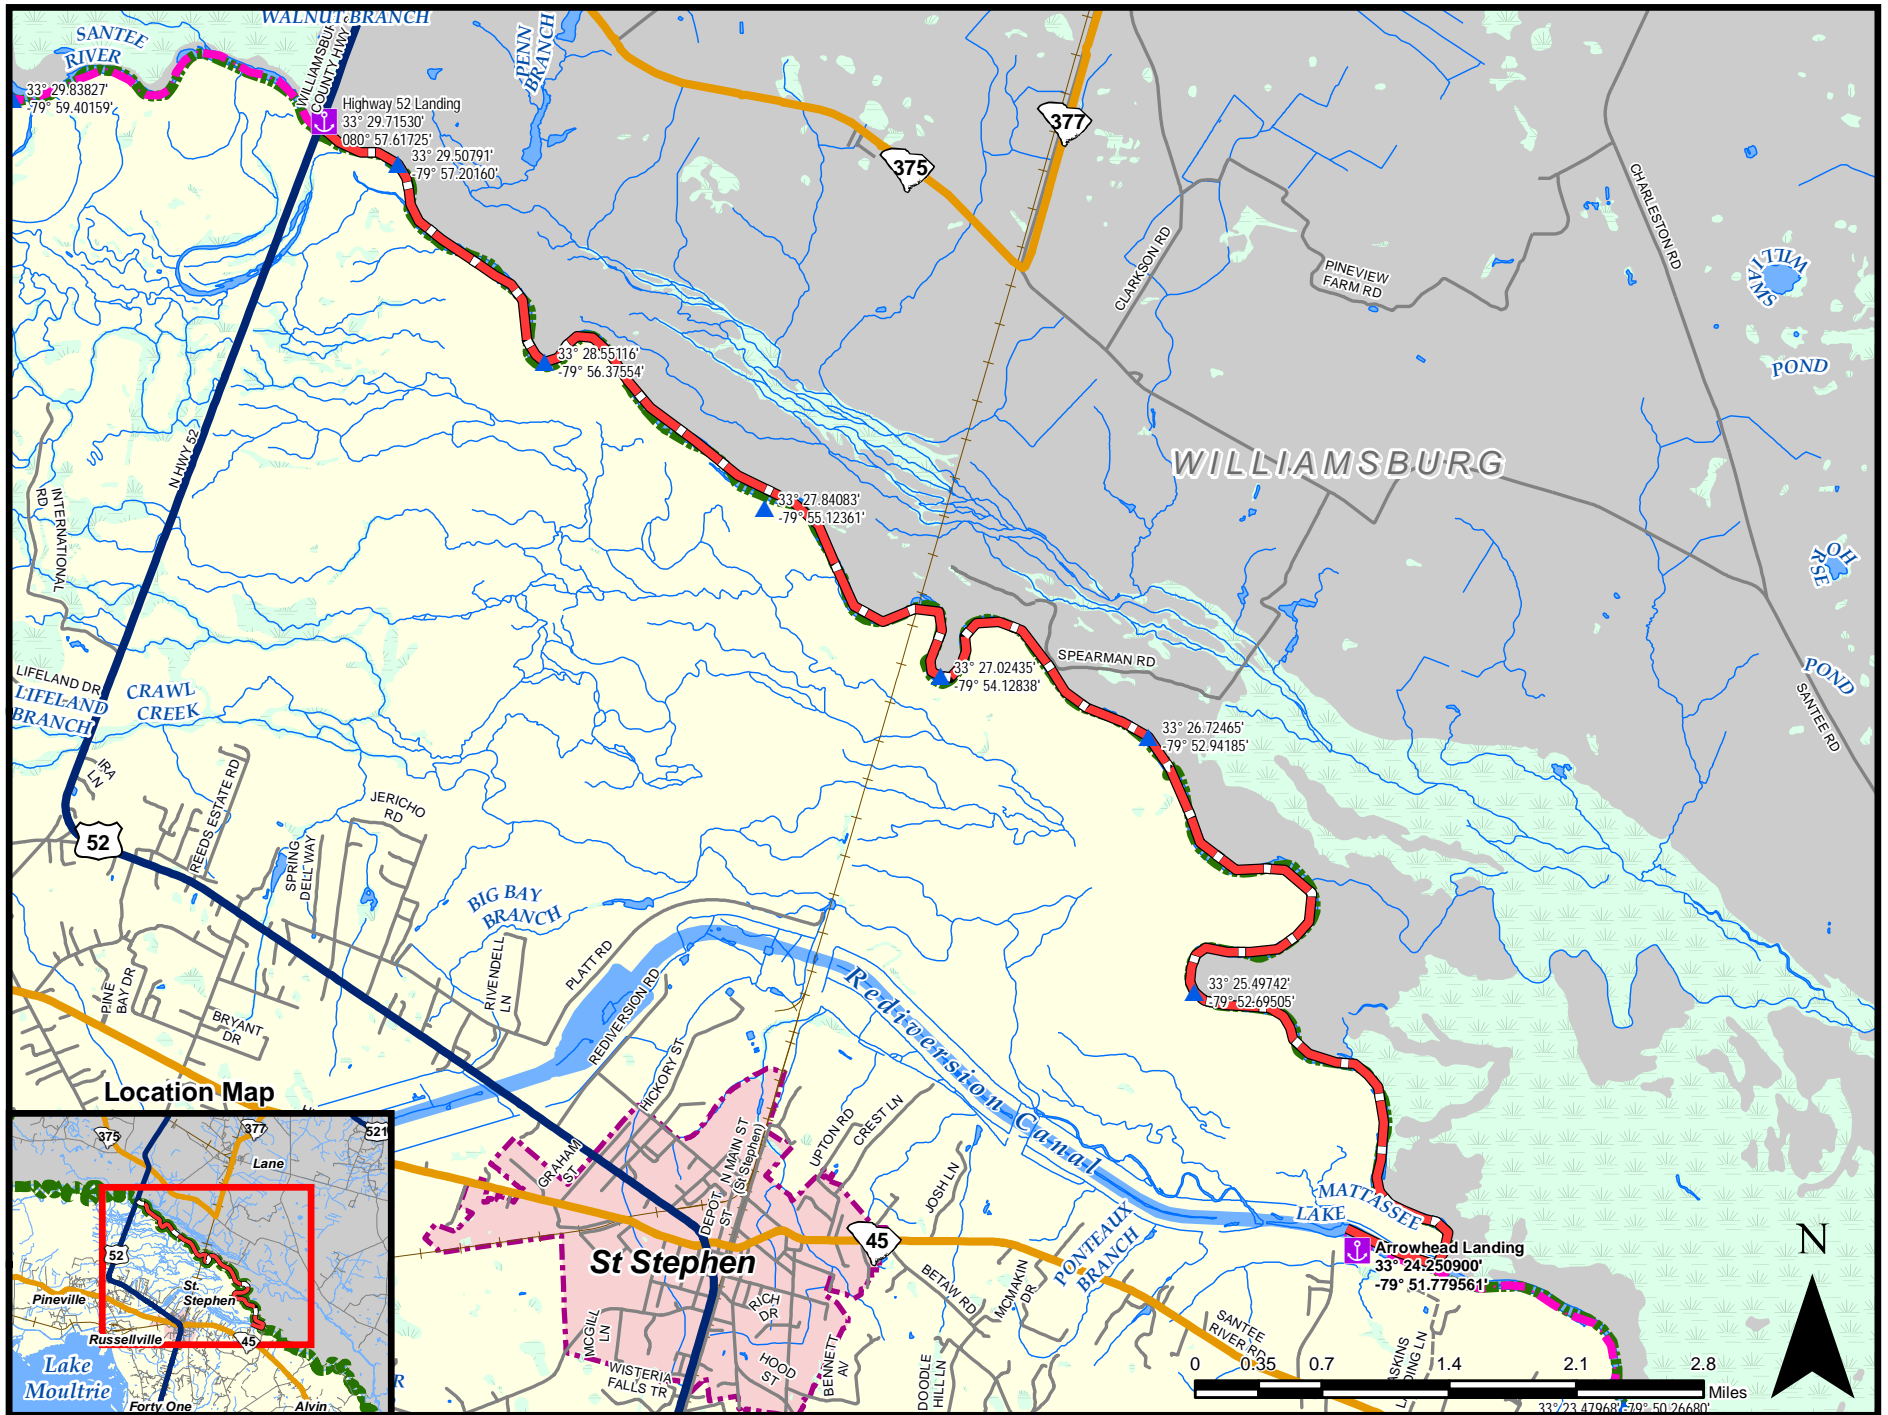 WALNUT BRANCH
SANTEE
RIVER
33° 29.83827'
-79° 59.40159'
WILLIAMSBURG
COUNTY HWY
PENN
BRANCH
Highway 52 Landing
33° 29.71530'
080° 57.61725'
33° 29.50791'
-79° 57.20160'
375
377
CLARKSON RD
PINEVIEW
FARM RD
CHARLESTON RD
WILLIAMS
POND
33° 28.55116'
-79° 56.37554'
N HWY 52
INTERNATIONAL
RD
WILLIAMSBURG
33° 27.84083'
-79° 55.12361'
HORSE
POND
SANTEE RD
SPEARMAN RD
33° 27.02435'
-79° 54.12838'
33° 26.72465'
-79° 52.94185'
LIFELAND DR
LIFELAND
BRANCH
CRAWL
CREEK
IRA
LN
52
REEDS ESTATE RD
JERICHO
RD
SPRING
DELL WAY
BIG BAY
BRANCH
PLATT RD
RIVENDELL
LN
REDIVERSION RD
PINE
BAY DR
BRYANT
DR
Rediversion Canal
33° 25.49742'
-79° 52.69505'
HICKORY ST
GRAHAM
ST
N MAIN ST
(St Stephen)
DEPOT
ST
UPTON RD
CREST LN
JOSH LN
St Stephen
45
BETAW RD
MCMAKIN
DR
PONTEAUX
BRANCH
MATTASSEE
LAKE
Arrowhead Landing
33° 24.250900'
-79° 51.779561'
SANTEE
RIVER RD
MCGILL
LN
WISTERIA
FALLS TR
RICH
DR
HOOD
ST
BENNETT
AV
DOODLE
HILL LN
N
0 0.35 0.7 1.4 2.1 2.8
Miles
33° 23.47968' -79° 50.26680'
Location Map
375
377
521
Lane
52
St
Stephen
Pineville
Russellville
45
Lake
Moultrie
Forty One
Alvin